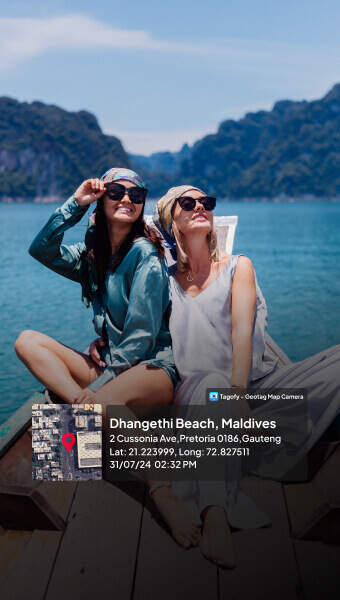 Tagofy - Geotag Map Camera
Dhangethi Beach, Maldives
2 Cussonia Ave,Pretoria 0186,Gauteng
Lat: 21.223999, Long: 72.827511
31/07/24 02:32 PM